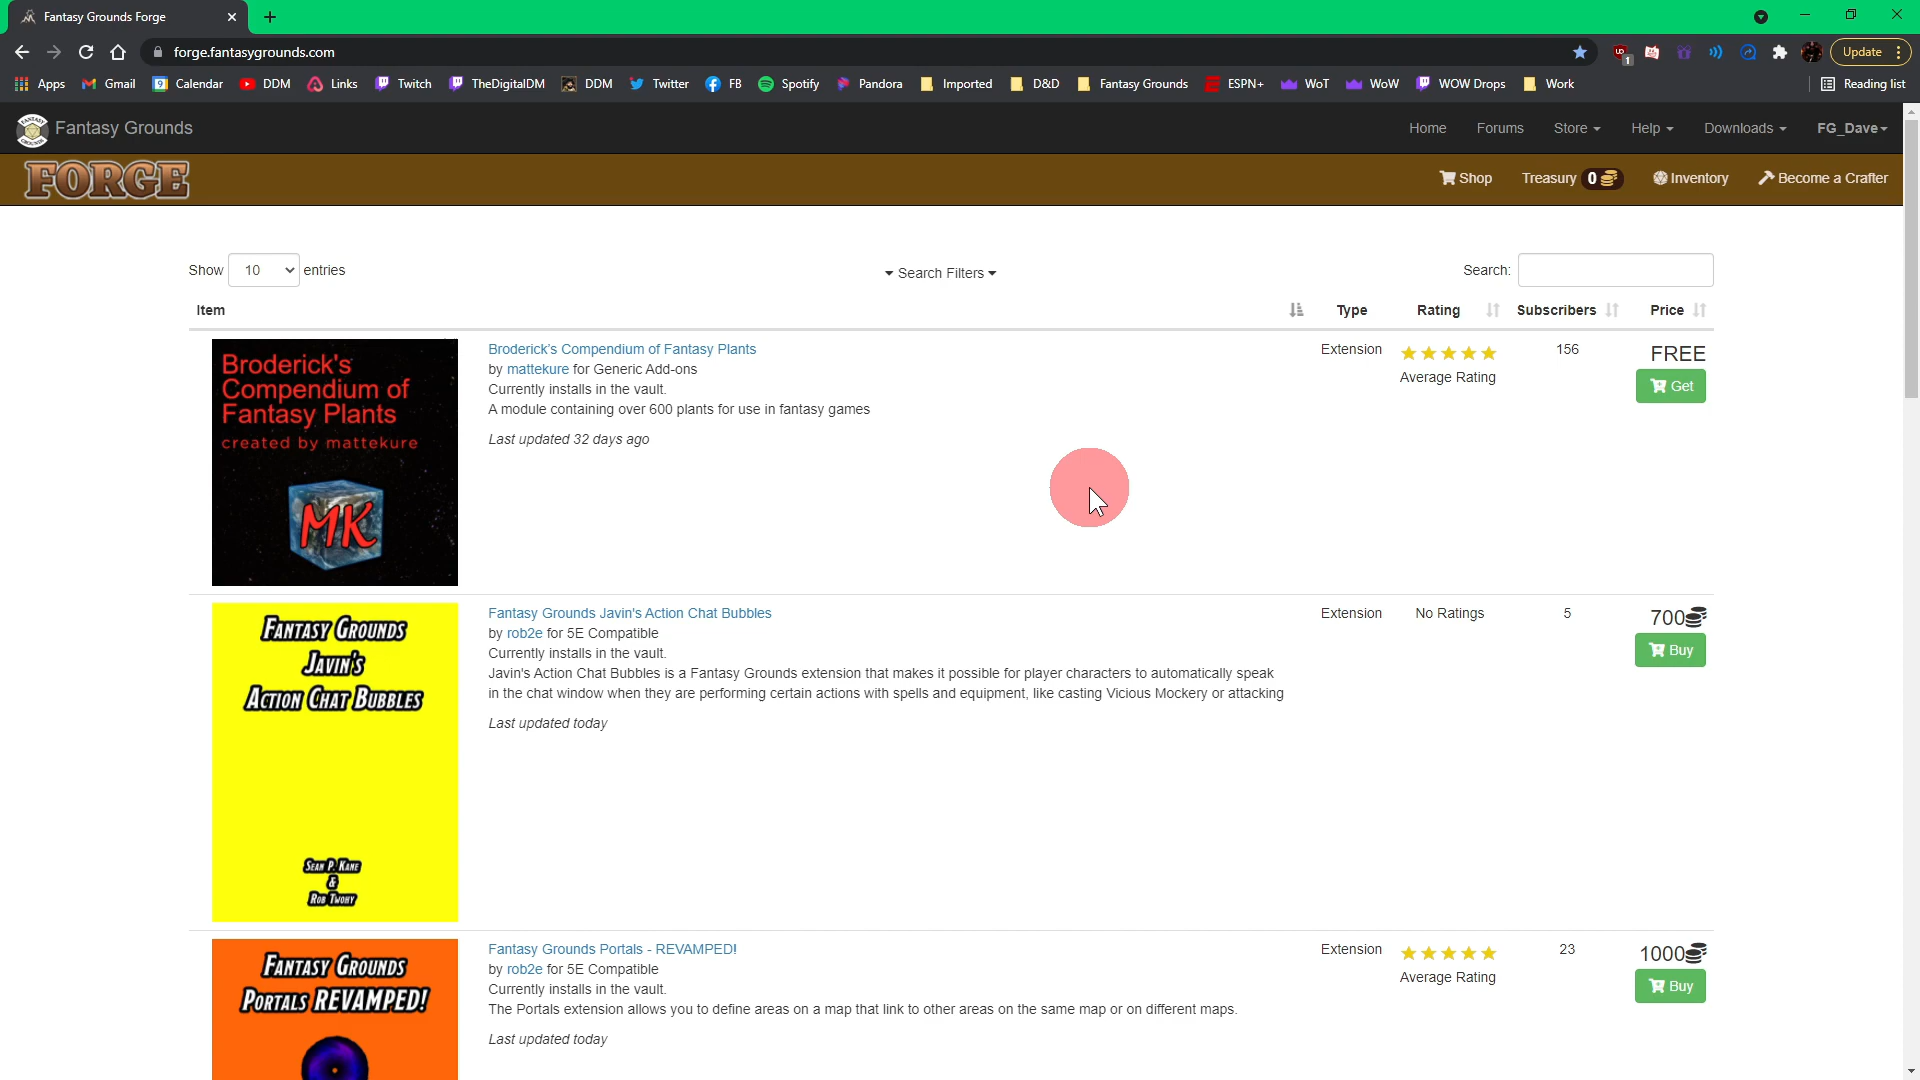 Fantasy Grounds Forge
forge.fantasygrounds.com
1
Update
Apps Gmail 9 Calendar DDM Links Twitch TheDigitalDM DDM Twitter FB Spotify Pandora Imported D&D Fantasy Grounds ESPN+ WoT WoW WOW Drops Work Reading list
Fantasy Grounds
Home Forums Store Help Downloads FG_Dave
FORGE
Shop Treasury 0 Inventory Become a Crafter
Show 10 entries
Search Filters
Search:
Item Type Rating Subscribers Price
Broderick's
Compendium of
Fantasy Plants
created by mattekure
MK
Broderick's Compendium of Fantasy Plants
by mattekure for Generic Add-ons
Currently installs in the vault.
A module containing over 600 plants for use in fantasy games
Last updated 32 days ago
Extension
Average Rating
156
FREE
Get
Fantasy Grounds
Javin's
Action Chat Bubbles
Sean P. Kane
&
Rob Twohy
Fantasy Grounds Javin's Action Chat Bubbles
by rob2e for 5E Compatible
Currently installs in the vault.
Javin's Action Chat Bubbles is a Fantasy Grounds extension that makes it possible for player characters to automatically speak
in the chat window when they are performing certain actions with spells and equipment, like casting Vicious Mockery or attacking
Last updated today
Extension
No Ratings
5
700
Buy
Fantasy Grounds
Portals REVAMPED!
Fantasy Grounds Portals - REVAMPED!
by rob2e for 5E Compatible
Currently installs in the vault.
The Portals extension allows you to define areas on a map that link to other areas on the same map or on different maps.
Last updated today
Extension
Average Rating
23
1000
Buy